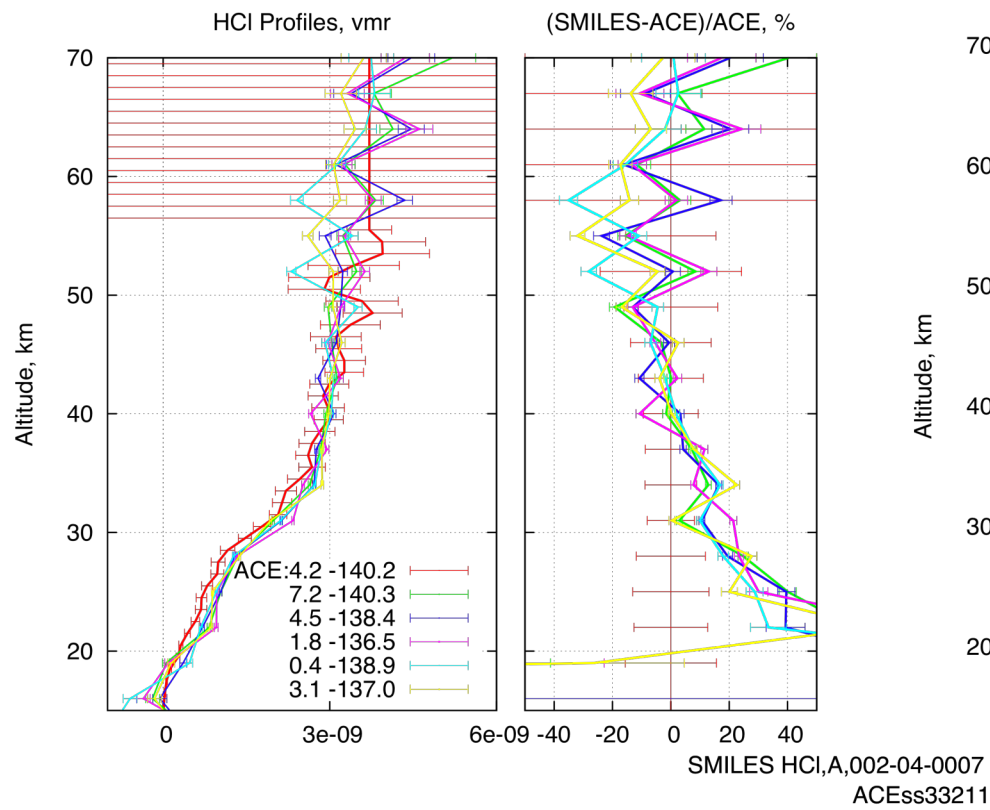 HCl Profiles, vmr
(SMILES-ACE)/ACE, %
70
60
50
40
30
20
Altitude, km
ACE:4.2 -140.2
7.2 -140.3
4.5 -138.4
1.8 -136.5
0.4 -138.9
3.1 -137.0
0 3e-09 6e-09
-40 -20 0 20 40
70
60
50
40
30
20
Altitude, km
SMILES HCl,A,002-04-0007
ACEss33211